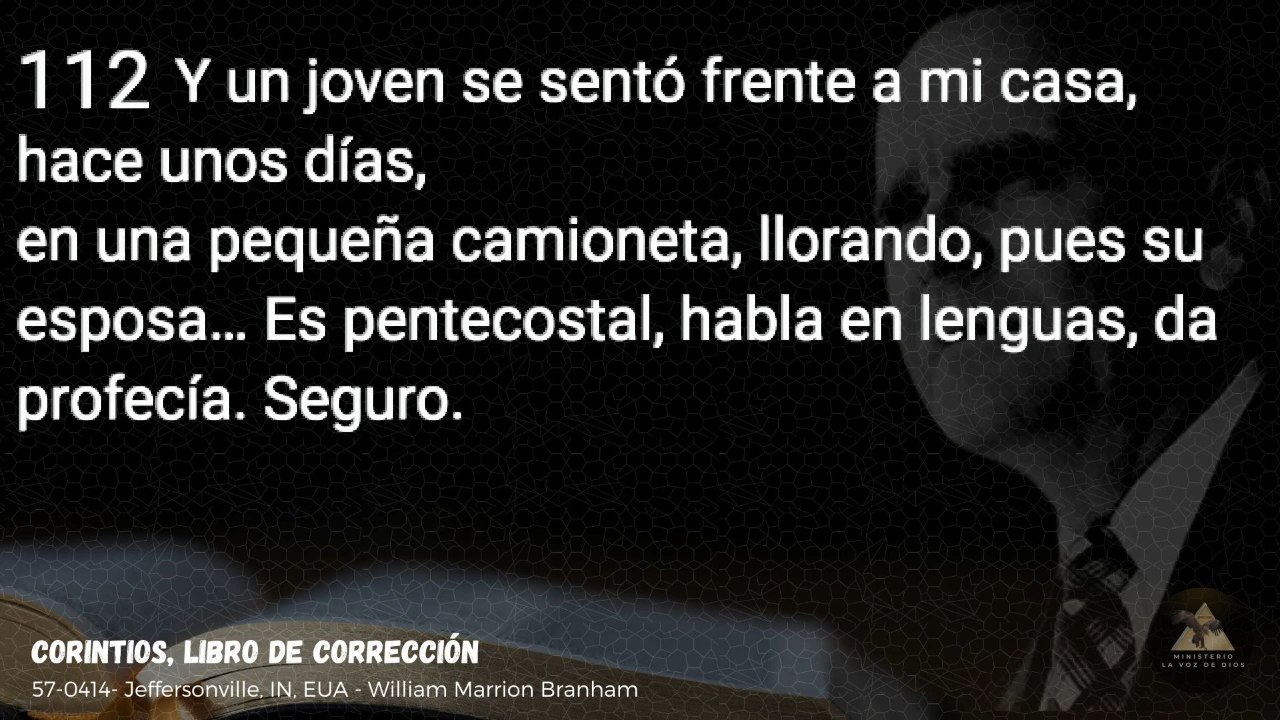 112 Y un joven se sentó frente a mi casa,
hace unos días,
en una pequeña camioneta, llorando, pues su
esposa... Es pentecostal, habla en lenguas, da
profecía. Seguro.
CORINTIOS, LIBRO DE CORRECCIÓN
57-0414- Jeffersonville, IN, EUA - William Marrion Branham
MINISTERIO
LA VOZ DE DIOS